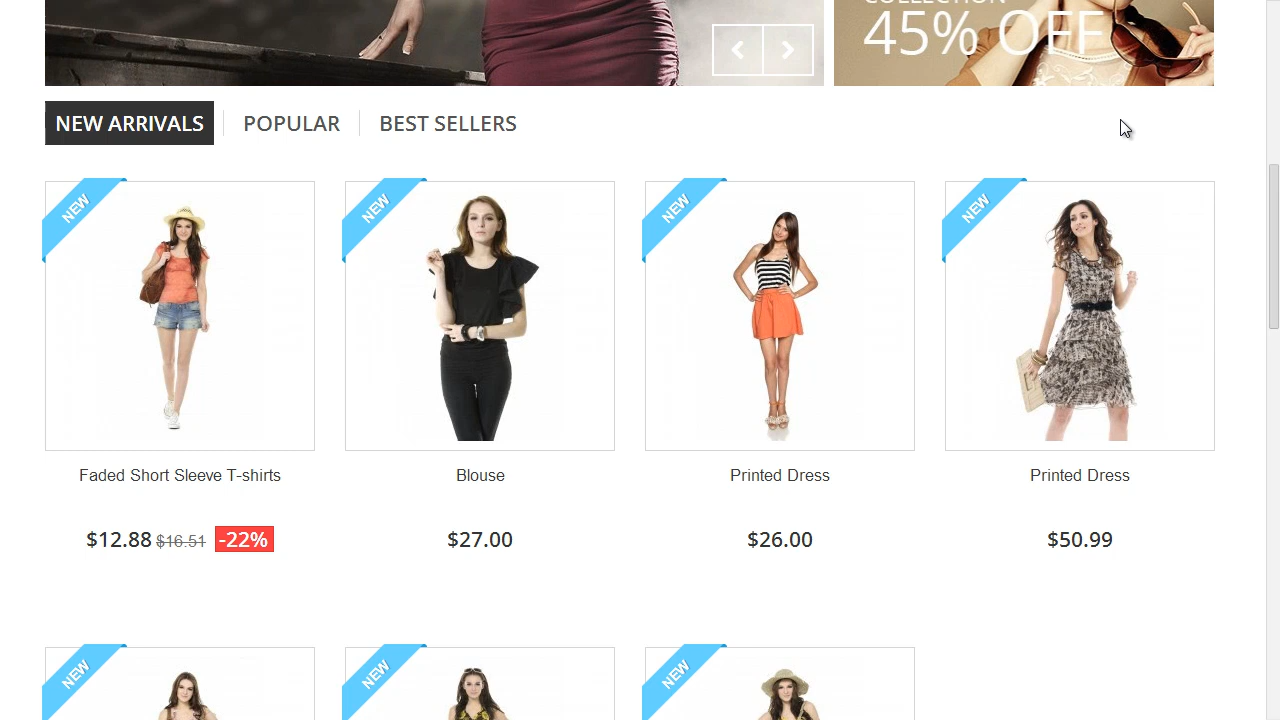 COLLECTION
45% OFF
NEW ARRIVALS
POPULAR
BEST SELLERS
NEW
NEW
NEW
NEW
Faded Short Sleeve T-shirts
Blouse
Printed Dress
Printed Dress
$12.88 $16.51 -22%
$27.00
$26.00
$50.99
NEW
NEW
NEW